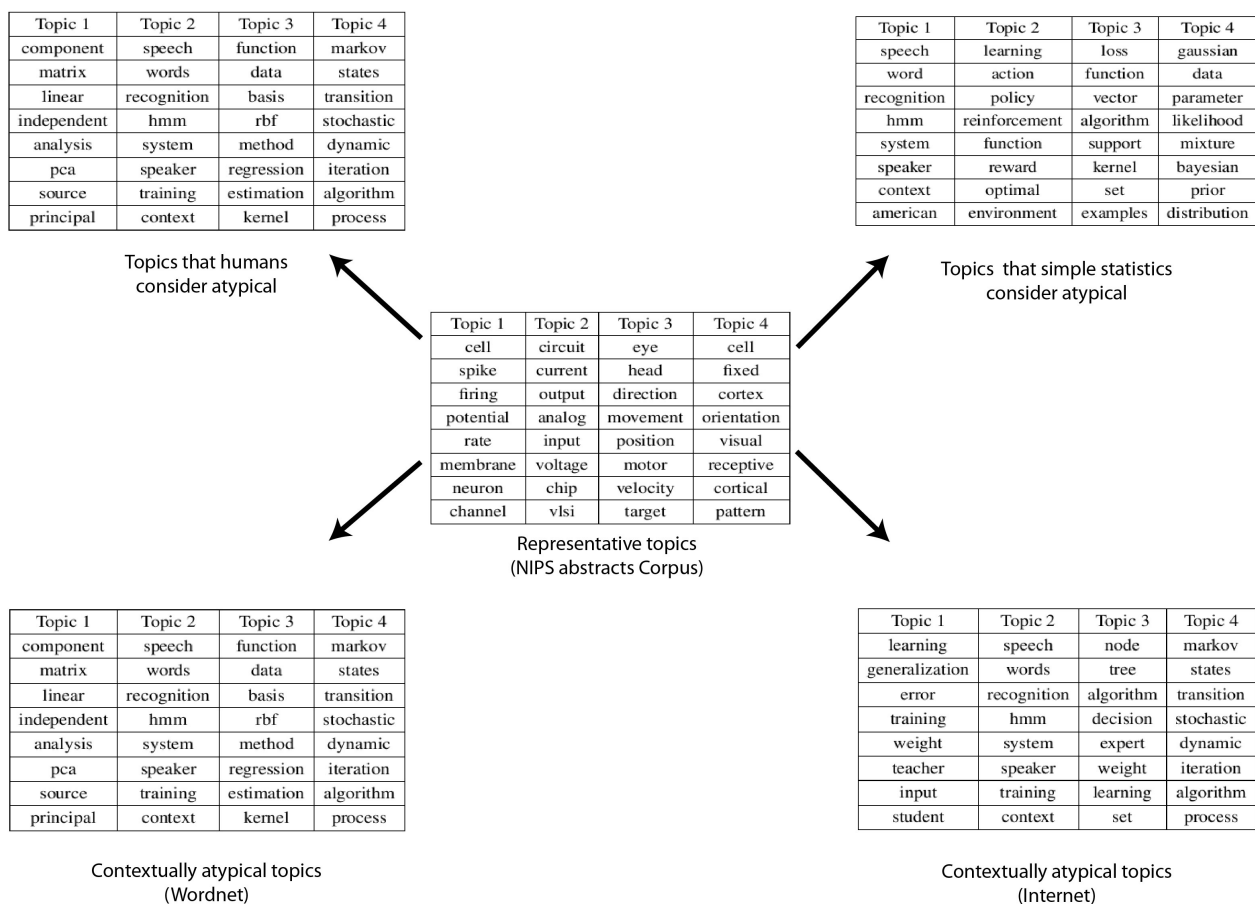 Topic 1 Topic 2 Topic 3 Topic 4
component speech function markov
matrix words data states
linear recognition basis transition
independent hmm rbf stochastic
analysis system method dynamic
pca speaker regression iteration
source training estimation algorithm
principal context kernel process
Topics that humans
consider atypical
Topic 1 Topic 2 Topic 3 Topic 4
speech learning loss gaussian
word action function data
recognition policy vector parameter
hmm reinforcement algorithm likelihood
system function support mixture
speaker reward kernel bayesian
context optimal set prior
american environment examples distribution
Topics that simple statistics
consider atypical
Topic 1 Topic 2 Topic 3 Topic 4
cell circuit eye cell
spike current head fixed
firing output direction cortex
potential analog movement orientation
rate input position visual
membrane voltage motor receptive
neuron chip velocity cortical
channel vlsi target pattern
Representative topics
(NIPS abstracts Corpus)
Topic 1 Topic 2 Topic 3 Topic 4
component speech function markov
matrix words data states
linear recognition basis transition
independent hmm rbf stochastic
analysis system method dynamic
pca speaker regression iteration
source training estimation algorithm
principal context kernel process
Contextually atypical topics
(Wordnet)
Topic 1 Topic 2 Topic 3 Topic 4
learning speech node markov
generalization words tree states
error recognition algorithm transition
training hmm decision stochastic
weight system expert dynamic
teacher speaker weight iteration
input training learning algorithm
student context set process
Contextually atypical topics
(Internet)